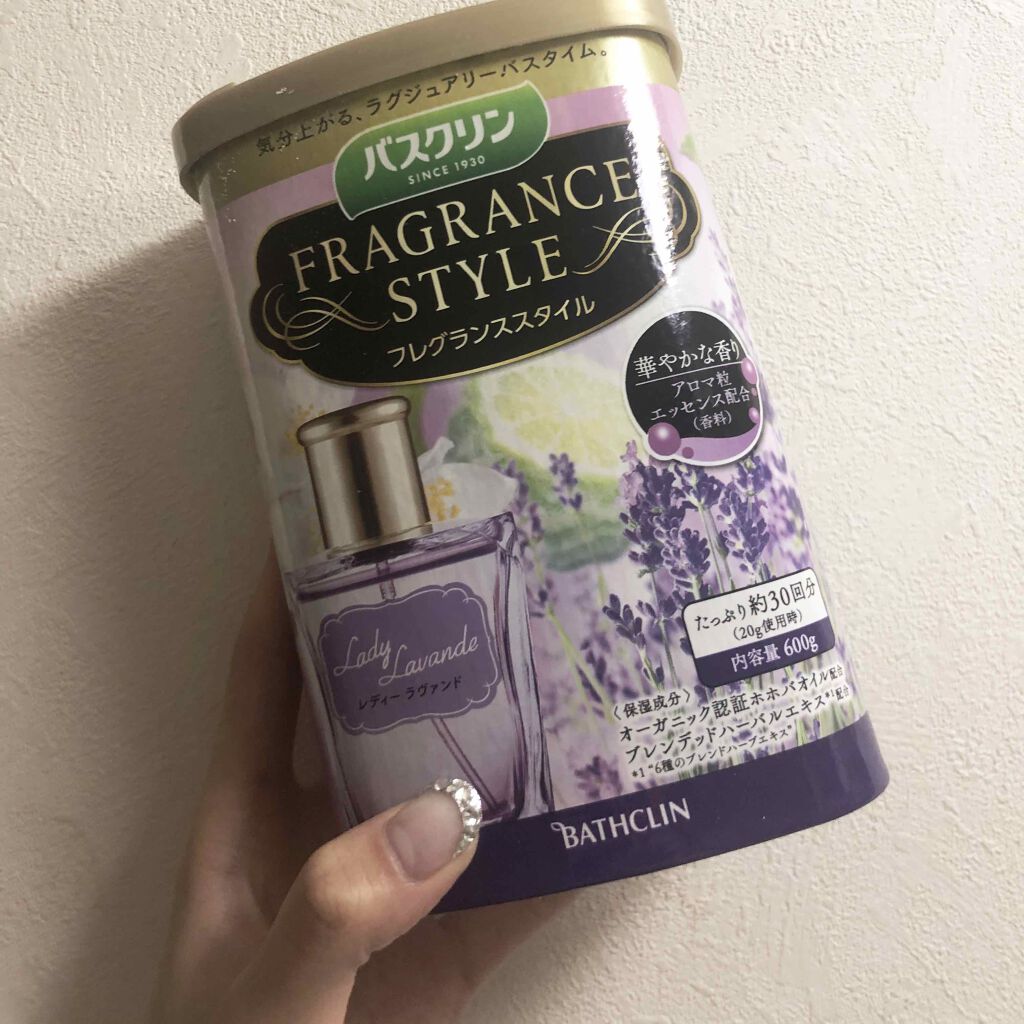 気分上がる、ラグジュアリーバスタイム。
バスクリン
SINCE 1930
FRAGRANCE
STYLE
フレグランススタイル
華やかな香り
アロマ粒
エッセンス配合
(香料)
Lady
Lavande
レディー ラヴァンド
たっぷり約30回分
(20g使用時)
内容量 600g
〈保湿成分〉
オーガニック認証ホホバオイル配合
ブレンデッドハーバルエキス*1配合
*1 "6種のブレンドハーブエキス"
BATHCLIN